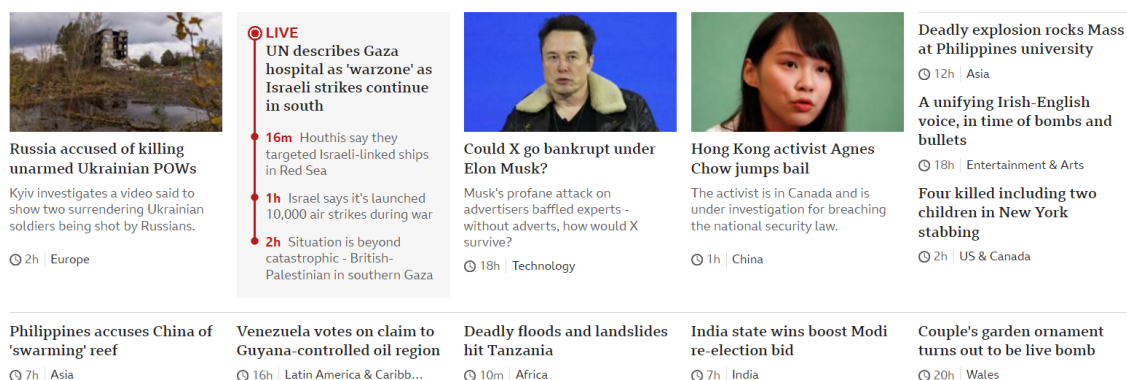 Russia accused of killing
unarmed Ukrainian POWs
Kyiv investigates a video said to
show two surrendering Ukrainian
soldiers being shot by Russians.
2h Europe
LIVE
UN describes Gaza
hospital as 'warzone' as
Israeli strikes continue
in south
16m Houthis say they
targeted Israeli-linked ships
in Red Sea
1h Israel says it's launched
10,000 air strikes during war
2h Situation is beyond
catastrophic - British-
Palestinian in southern Gaza
Could X go bankrupt under
Elon Musk?
Musk's profane attack on
advertisers baffled experts -
without adverts, how would X
survive?
18h Technology
Hong Kong activist Agnes
Chow jumps bail
The activist is in Canada and is
under investigation for breaching
the national security law.
1h China
Deadly explosion rocks Mass
at Philippines university
12h Asia
A unifying Irish-English
voice, in time of bombs and
bullets
18h Entertainment & Arts
Four killed including two
children in New York
stabbing
2h US & Canada
Philippines accuses China of
'swarming' reef
7h Asia
Venezuela votes on claim to
Guyana-controlled oil region
16h Latin America & Caribb...
Deadly floods and landslides
hit Tanzania
10m Africa
India state wins boost Modi
re-election bid
7h India
Couple's garden ornament
turns out to be live bomb
20h Wales